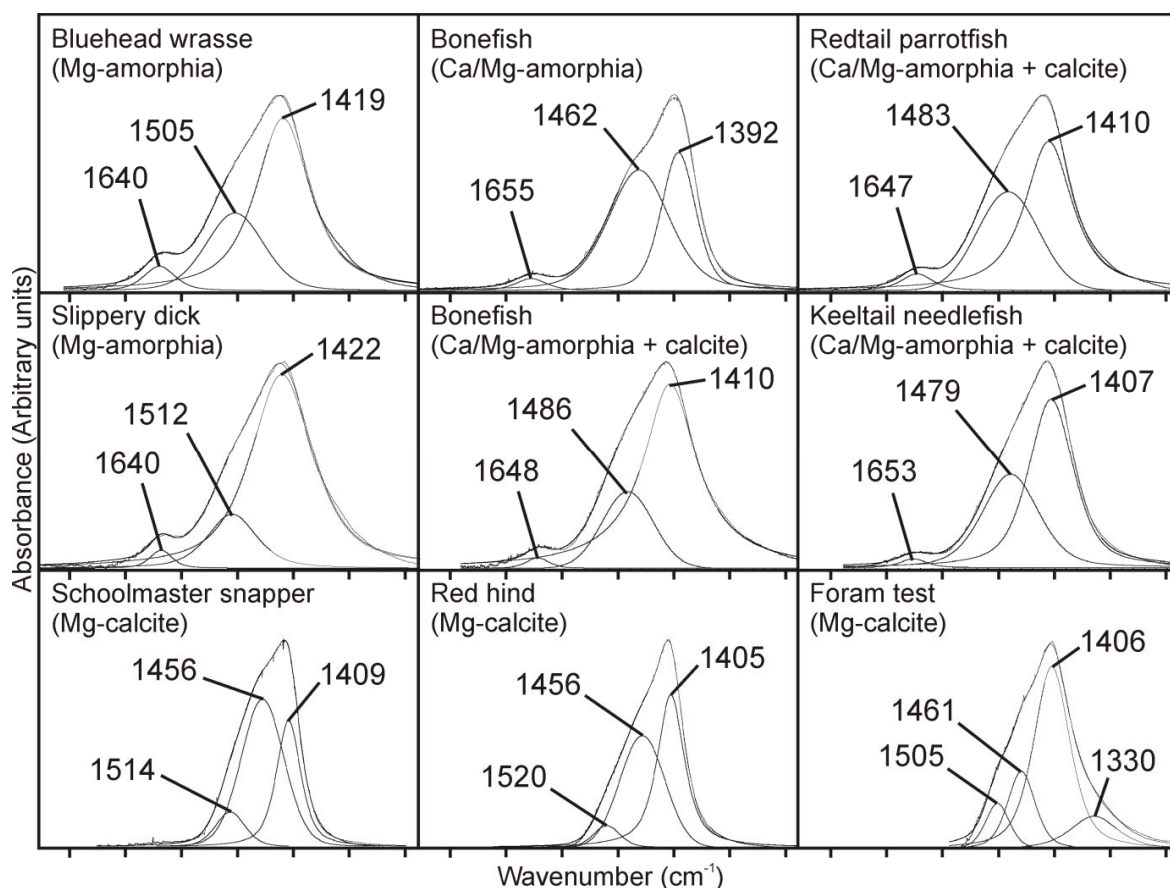 Absorbance (Arbitrary units)
Bluehead wrasse
(Mg-amorphia)
1419
1505
1640
Bonefish
(Ca/Mg-amorphia)
1462
1392
1655
Redtail parrotfish
(Ca/Mg-amorphia + calcite)
1483
1410
1647
Slippery dick
(Mg-amorphia)
1422
1512
1640
Bonefish
(Ca/Mg-amorphia + calcite)
1410
1486
1648
Keeltail needlefish
(Ca/Mg-amorphia + calcite)
1479
1407
1653
Schoolmaster snapper
(Mg-calcite)
1456
1409
1514
Red hind
(Mg-calcite)
1405
1456
1520
Foram test
(Mg-calcite)
1406
1461
1505
1330
Wavenumber (cm⁻¹)